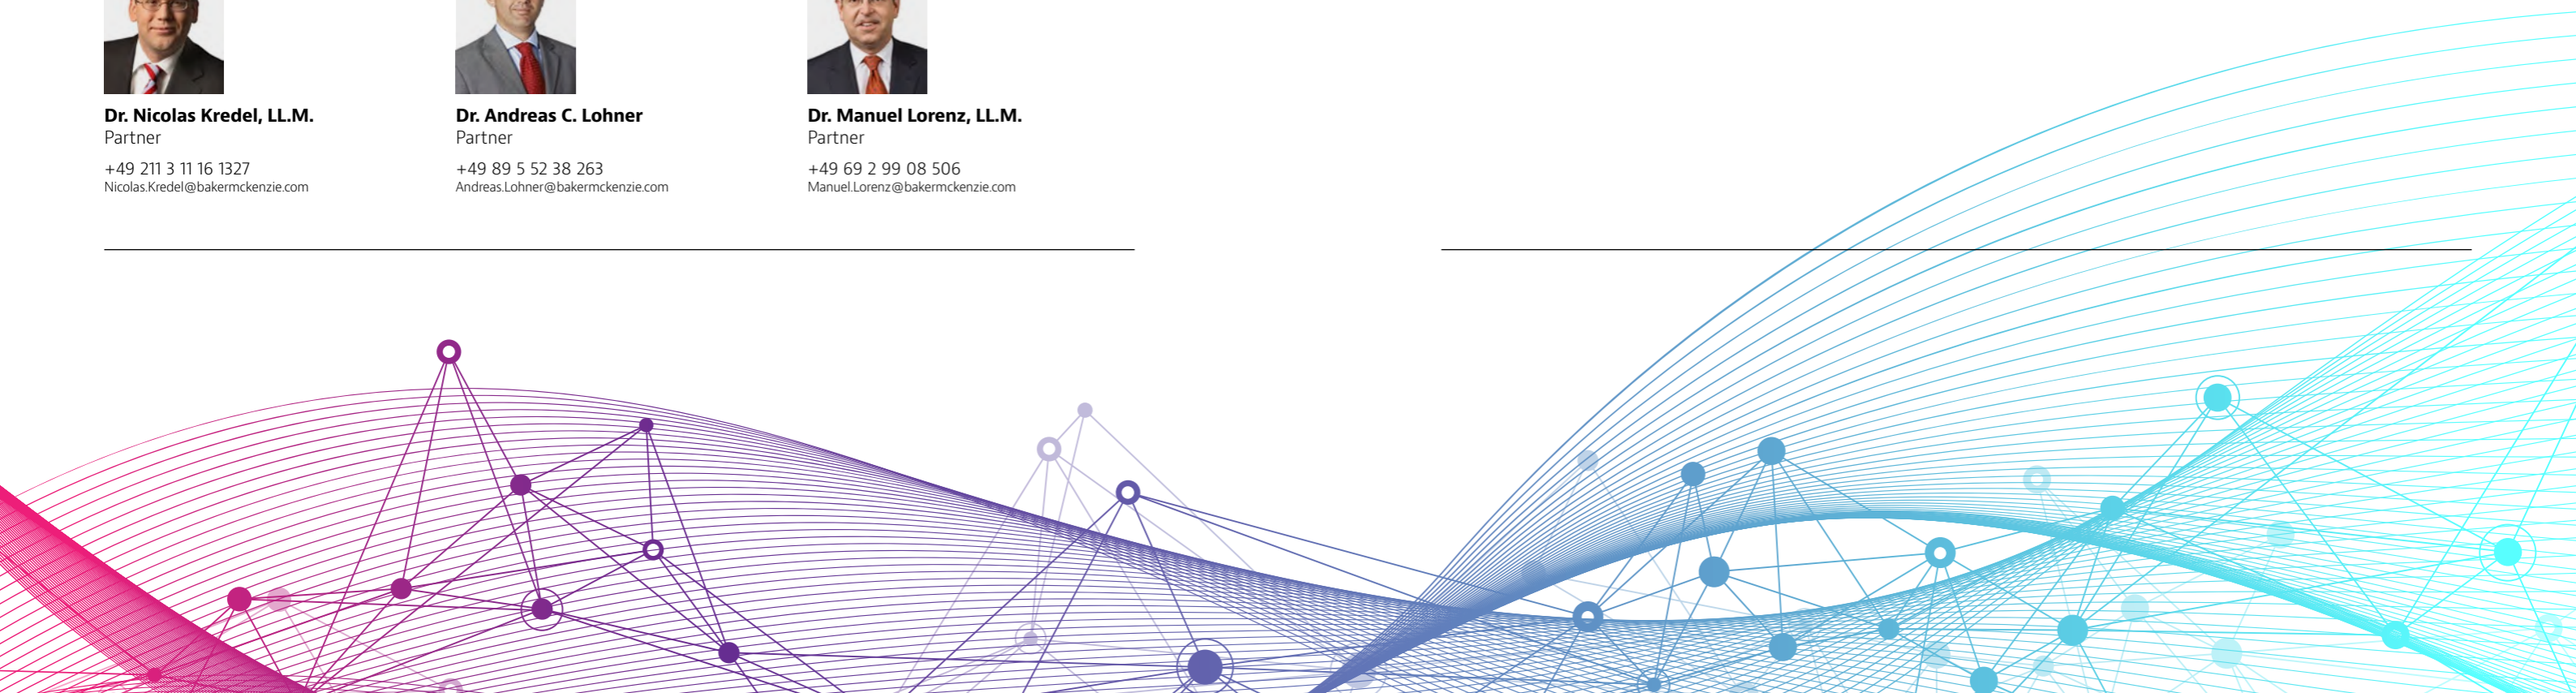 Dr. Nicolas Kredel, LL.M.
Partner
+49 211 3 11 16 1327
Nicolas.Kredel@bakermckenzie.com
Dr. Andreas C. Lohner
Partner
+49 89 5 52 38 263
Andreas.Lohner@bakermckenzie.com
Dr. Manuel Lorenz, LL.M.
Partner
+49 69 2 99 08 506
Manuel.Lorenz@bakermckenzie.com